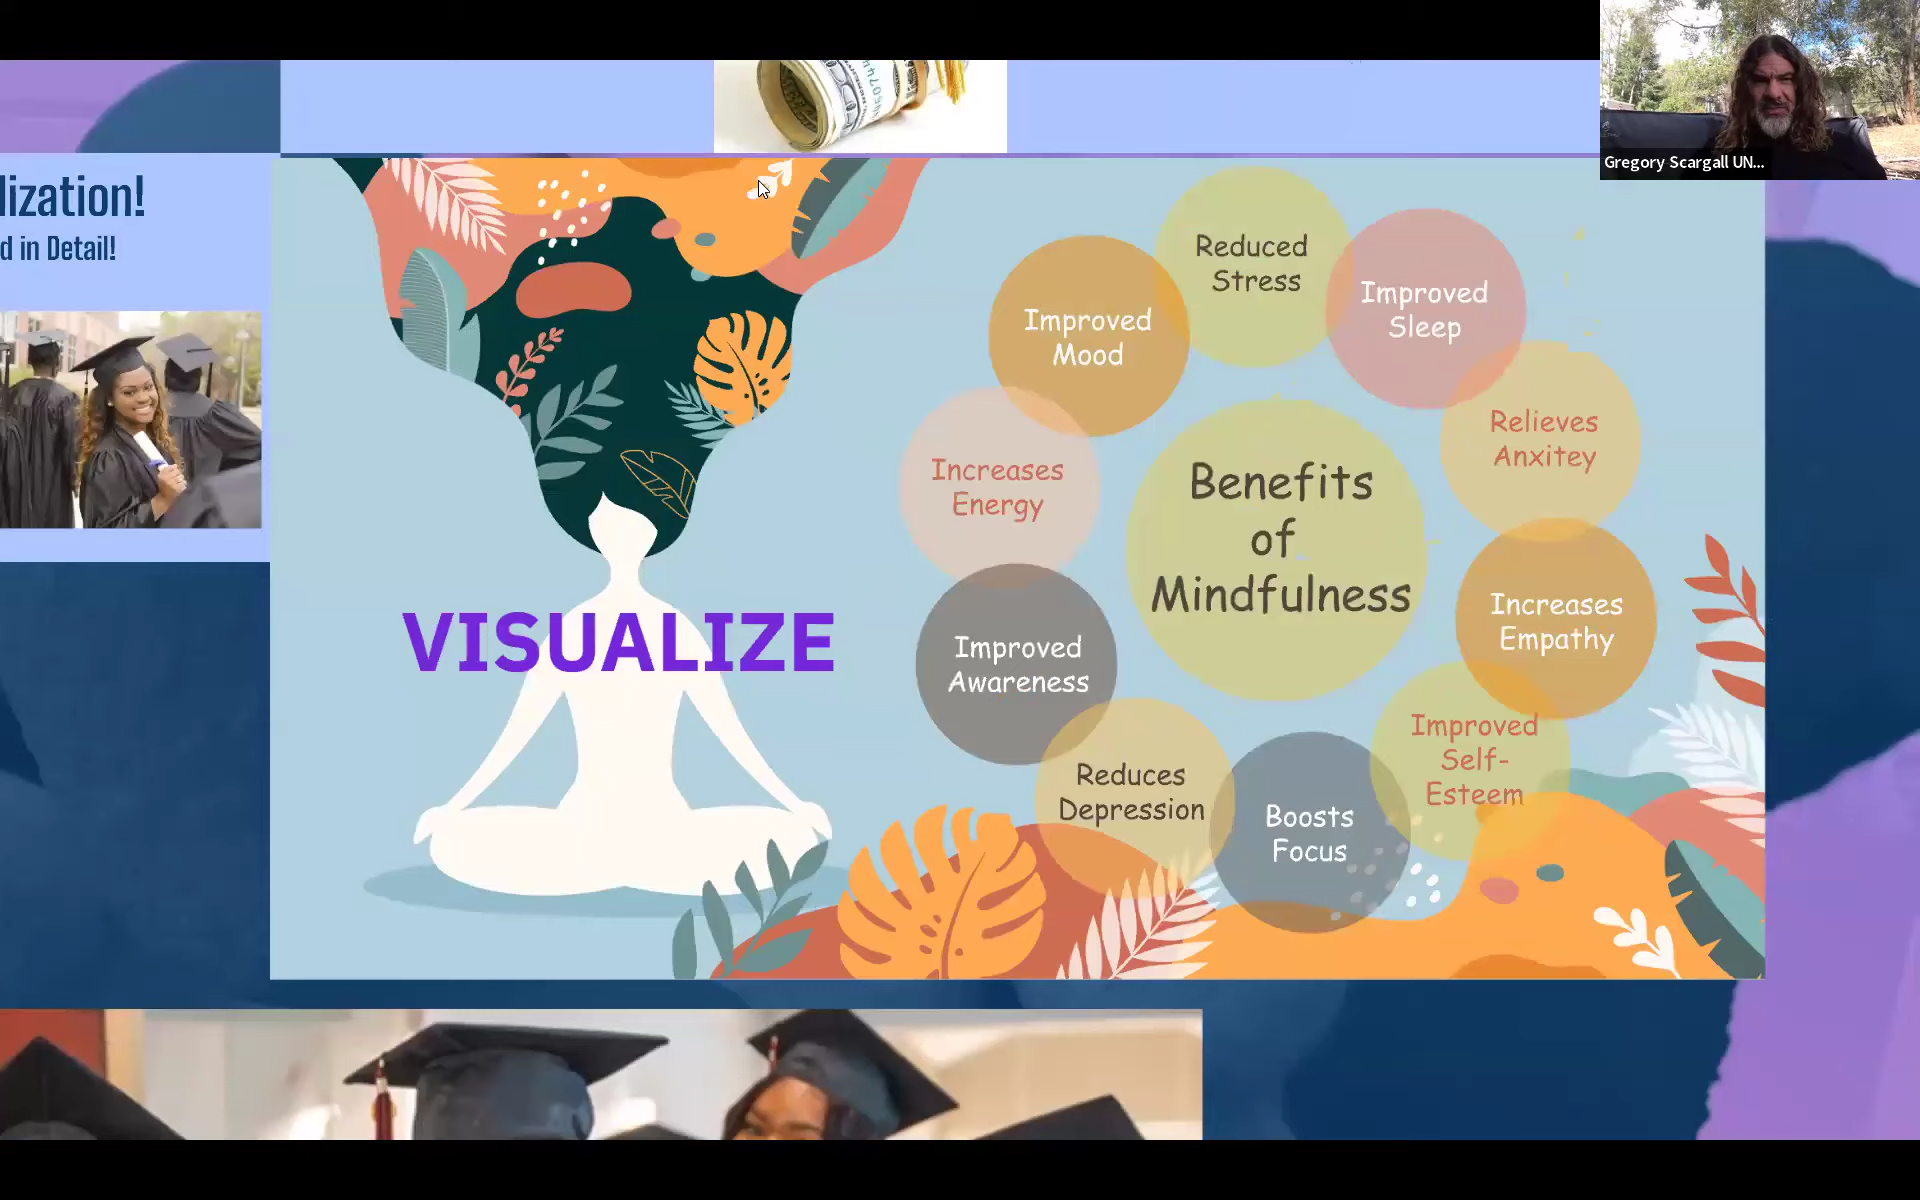 Gregory Scargall UN...
lization!
d in Detail!
VISUALIZE
Benefits
of
Mindfulness
Reduced
Stress
Improved
Sleep
Relieves
Anxitey
Increases
Empathy
Improved
Self-
Esteem
Boosts
Focus
Reduces
Depression
Improved
Awareness
Increases
Energy
Improved
Mood